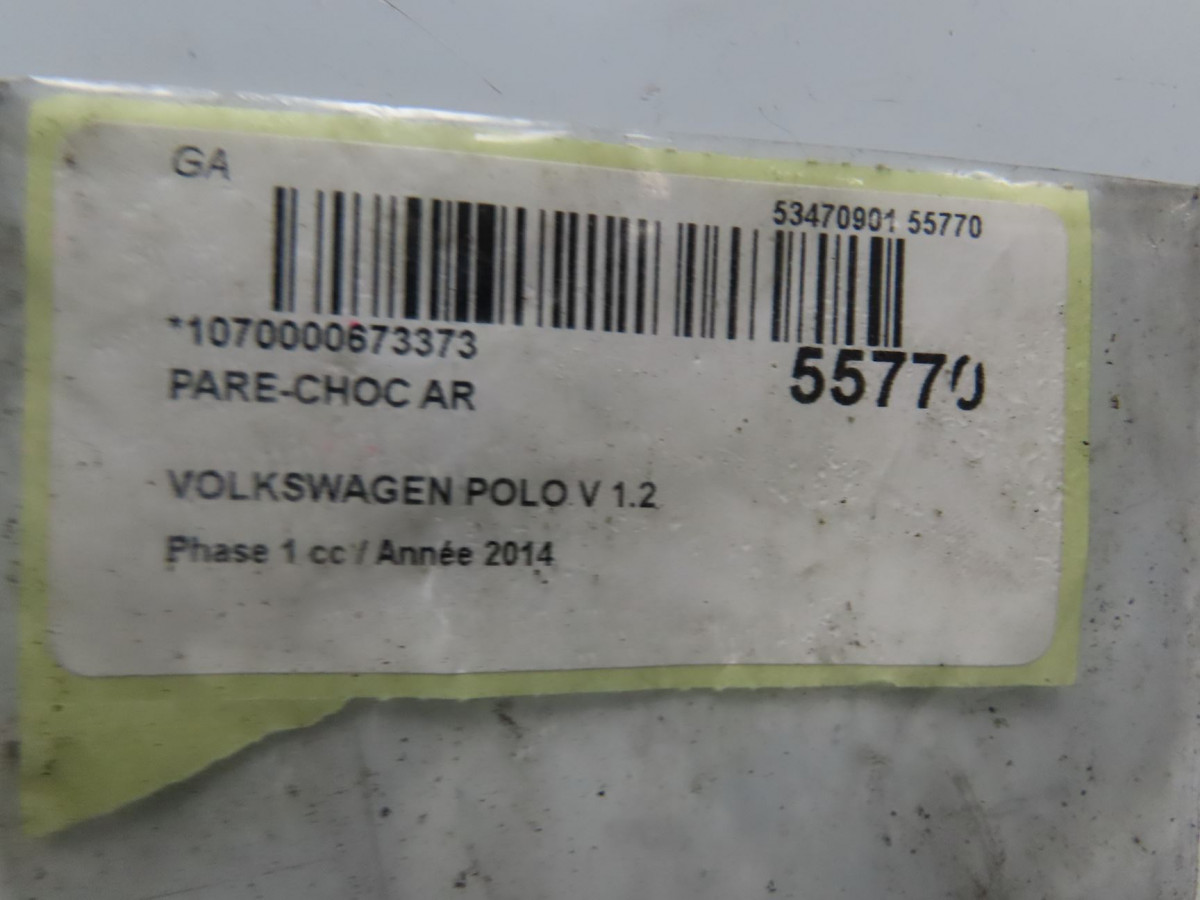 GA
53470901 55770
*1070000673373
55770
PARE-CHOC AR
VOLKSWAGEN POLO V 1.2
Phase 1 cc / Année 2014